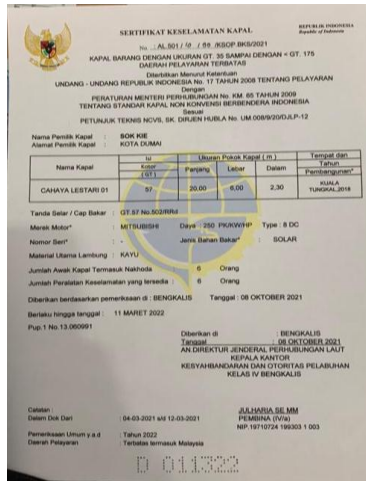 REPUBLIK INDONESIA
Republic of Indonesia
SERTIFIKAT KESELAMATAN KAPAL
No. : AL.501 / / /KSOP.BKS/2021
KAPAL BARANG DENGAN UKURAN GT. 35 SAMPAI DENGAN < GT. 175
DAERAH PELAYARAN TERBATAS
Diterbitkan Menurut Ketentuan
UNDANG - UNDANG REPUBLIK INDONESIA No. 17 TAHUN 2008 TENTANG PELAYARAN
Dengan
PERATURAN MENTERI PERHUBUNGAN No. KM. 65 TAHUN 2009
TENTANG STANDAR KAPAL NON KONVENSI BERBENDERA INDONESIA
Sesuai
PETUNJUK TEKNIS NCVS, SK. DIRJEN HUBLA No. UM.008/9/20/DJLP-12
Nama Pemilik Kapal : SOK KIE
Alamat Pemilik Kapal : KOTA DUMAI
Nama Kapal Isi Kotor (GT) Ukuran Pokok Kapal ( m ) Panjang Lebar Dalam Tempat dan Tahun Pembangunan*
CAHAYA LESTARI 01 57 20,00 6,00 2,30 KUALA TUNGKAL,2018
Tanda Selar / Cap Bakar : GT.57 No.502/RRd
Merek Motor* : MITSUBISHI Daya : 250 PK/KW/HP Type : 8 DC
Nomor Seri* : - Jenis Bahan Bakar* : SOLAR
Material Utama Lambung : KAYU
Jumlah Awak Kapal Termasuk Nakhoda 6 Orang
Jumlah Peralatan Keselamatan yang tersedia : 6 Orang
Diberikan berdasarkan pemeriksaan di : BENGKALIS Tanggal : 08 OKTOBER 2021
Berlaku hingga tanggal : 11 MARET 2022
Pup.1 No.13.060991
Diberikan di : BENGKALIS
Tanggal : 08 OKTOBER 2021
AN.DIREKTUR JENDERAL PERHUBUNGAN LAUT
KEPALA KANTOR
KESYAHBANDARAN DAN OTORITAS PELABUHAN
KELAS IV BENGKALIS
JULHARIA SE MM
PEMBINA (IV/a)
NIP.19710724 199303 1 003
Catatan :
Dalam Dok Dari : 04-03-2021 s/d 12-03-2021
Pemeriksaan Umum y.a.d : Tahun 2022
Daerah Pelayaran : Terbatas termasuk Malaysia
D 011322